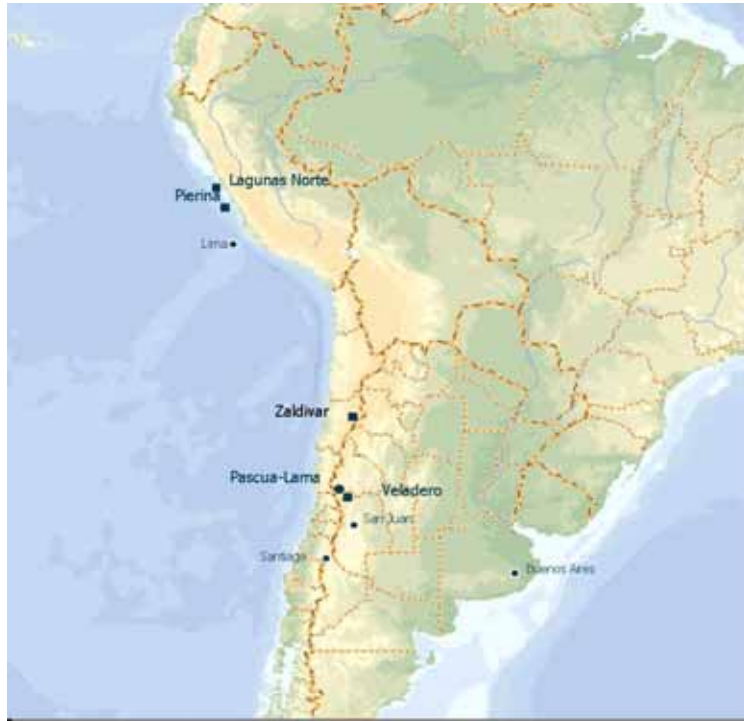 Lagunas Norte
Pierina
Lima
Zaldivar
Pascua-Lama
Veladero
San Juan
Santiago
Buenos Aires